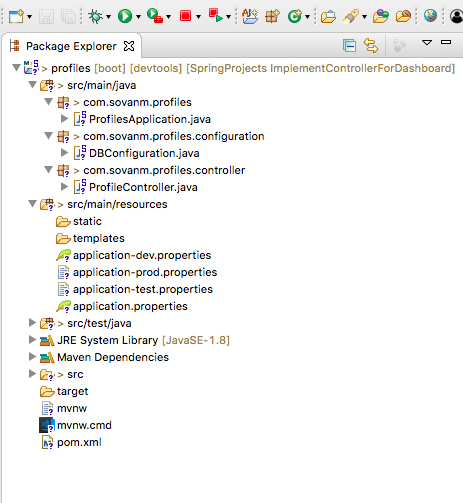 Package Explorer
> profiles [boot] [devtools] [SpringProjects ImplementControllerForDashboard]
> src/main/java
> com.sovanm.profiles
ProfilesApplication.java
> com.sovanm.profiles.configuration
DBConfiguration.java
> com.sovanm.profiles.controller
ProfileController.java
> src/main/resources
static
templates
application-dev.properties
application-prod.properties
application-test.properties
application.properties
> src/test/java
JRE System Library [JavaSE-1.8]
Maven Dependencies
> src
target
mvnw
mvnw.cmd
pom.xml